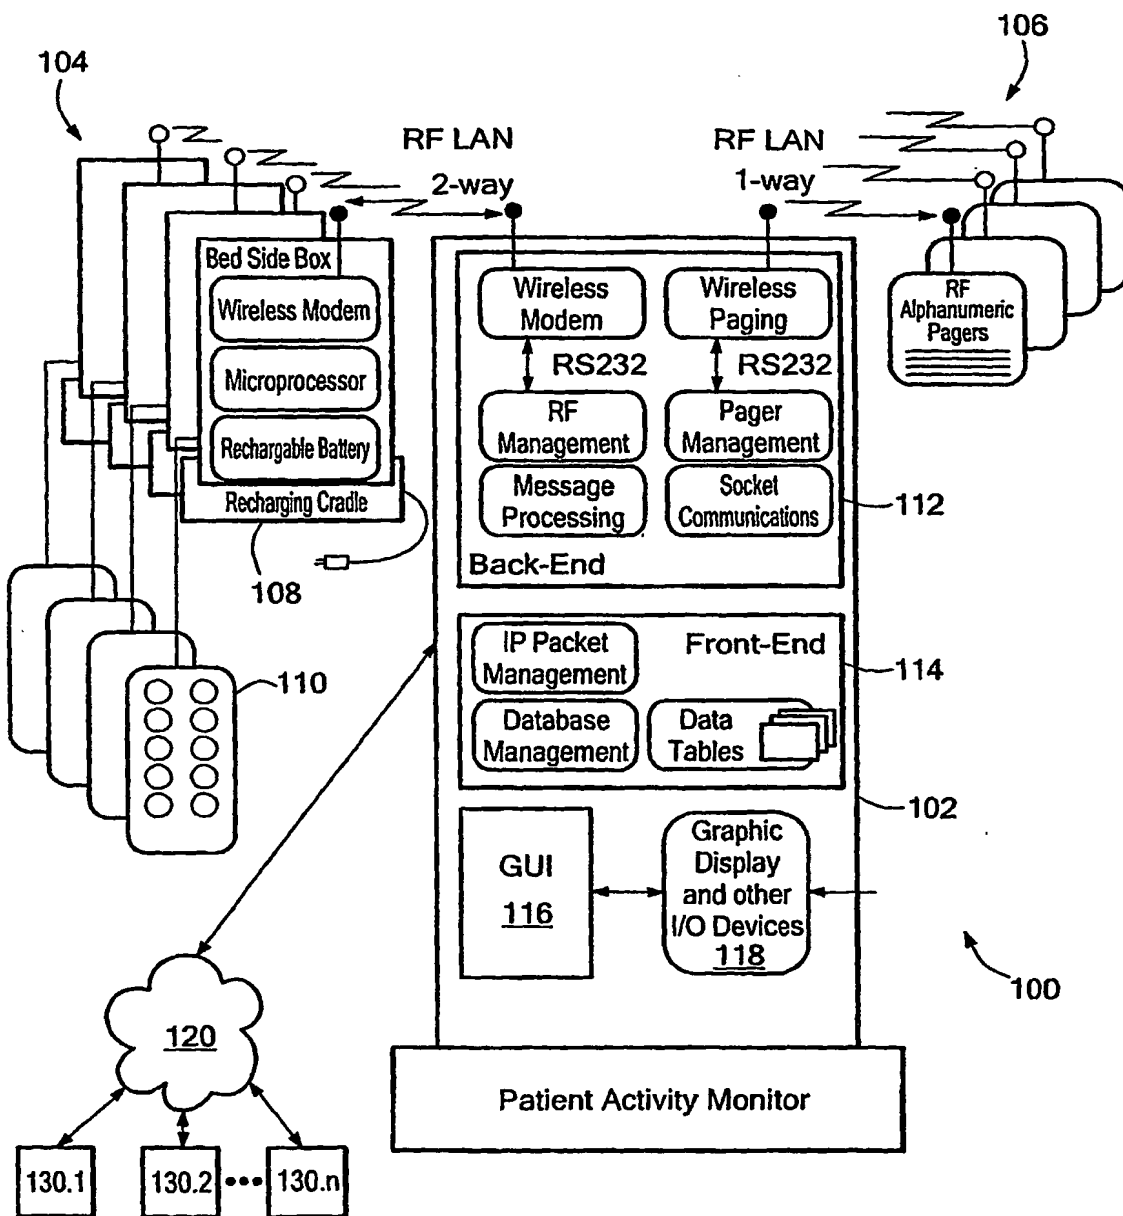 104
106
RF LAN
2-way
RF LAN
1-way
Bed Side Box
Wireless Modem
Microprocessor
Rechargable Battery
Recharging Cradle
108
110
Wireless
Modem
RS232
RF
Management
Message
Processing
Wireless
Paging
RS232
Pager
Management
Socket
Communications
Back-End
112
RF
Alphanumeric
Pagers
IP Packet
Management
Front-End
114
Database
Management
Data
Tables
102
GUI
116
Graphic
Display
and other
I/O Devices
118
100
120
Patient Activity Monitor
130.1
130.2
•••
130.n